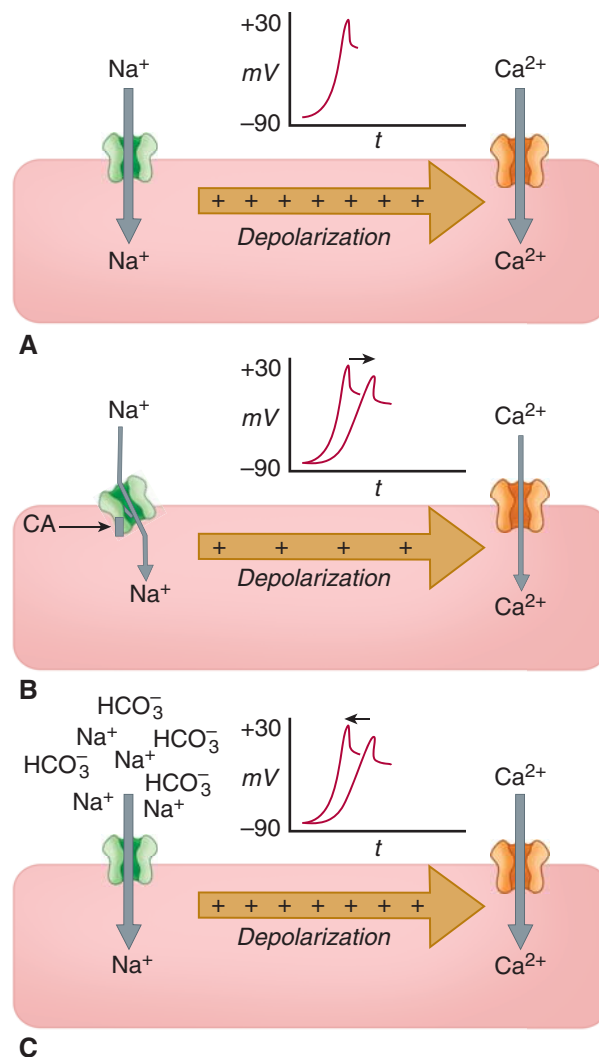 +30
mV
–90
t
Na⁺
Ca²⁺
+ + + + + + +
Depolarization
Na⁺
Ca²⁺
A
+30
mV
–90
t
Na⁺
Ca²⁺
CA
+ + + +
Depolarization
Na⁺
Ca²⁺
B
HCO₃⁻
Na⁺
HCO₃⁻
HCO₃⁻
Na⁺
HCO₃⁻
Na⁺
Na⁺
+30
mV
–90
t
Ca²⁺
+ + + + + + +
Depolarization
Na⁺
Ca²⁺
C